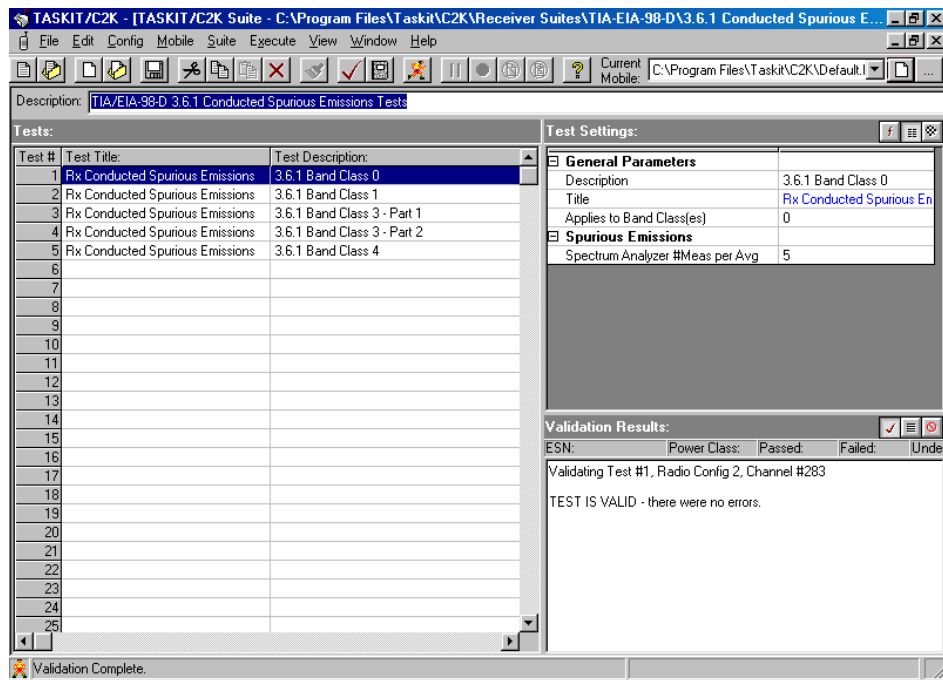 TASKIT/C2K - [TASKIT/C2K Suite - C:\Program Files\Taskit\C2K\Receiver Suites\TIA-EIA-98-D\3.6.1 Conducted Spurious E...
File Edit Config Mobile Suite Execute View Window Help
Current Mobile: C:\Program Files\Taskit\C2K\Default.
Description: TIA/EIA-98-D 3.6.1 Conducted Spurious Emissions Tests
Tests:
Test # Test Title: Test Description:
1 Rx Conducted Spurious Emissions 3.6.1 Band Class 0
2 Rx Conducted Spurious Emissions 3.6.1 Band Class 1
3 Rx Conducted Spurious Emissions 3.6.1 Band Class 3 - Part 1
4 Rx Conducted Spurious Emissions 3.6.1 Band Class 3 - Part 2
5 Rx Conducted Spurious Emissions 3.6.1 Band Class 4
6
7
8
9
10
11
12
13
14
15
16
17
18
19
20
21
22
23
24
25
Test Settings:
General Parameters
Description 3.6.1 Band Class 0
Title Rx Conducted Spurious En
Applies to Band Class(es) 0
Spurious Emissions
Spectrum Analyzer #Meas per Avg 5
Validation Results:
ESN: Power Class: Passed: Failed: Unde
Validating Test #1, Radio Config 2, Channel #283
TEST IS VALID - there were no errors.
Validation Complete.